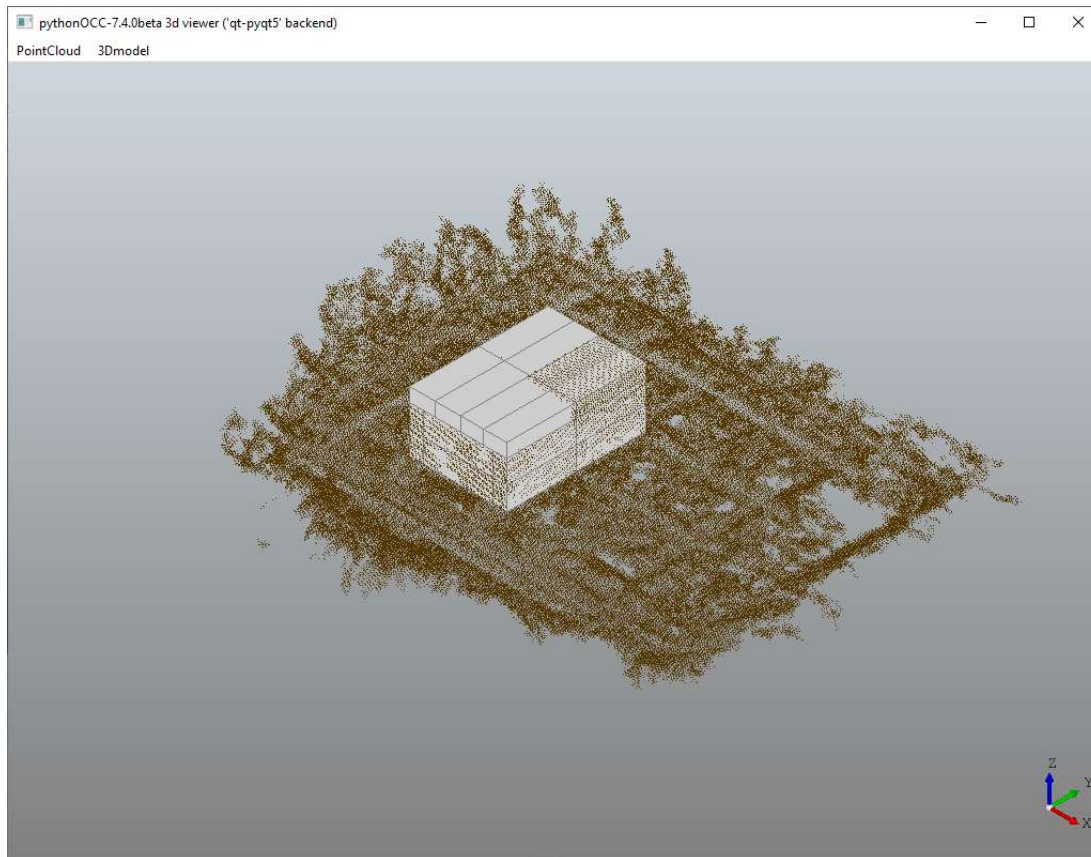 pythonOCC-7.4.0beta 3d viewer ('qt-pyqt5' backend)
PointCloud 3Dmodel
Z
Y
X